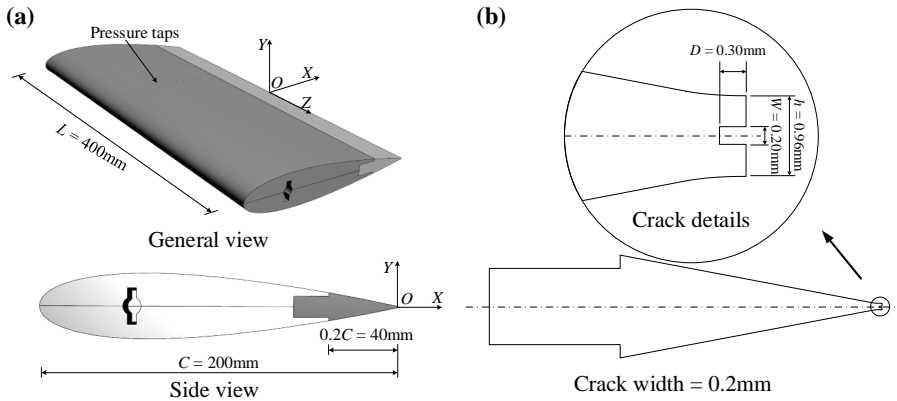 (a)
Pressure taps
Y
X
O
Z
L = 400mm
General view
Y
O
X
0.2C = 40mm
C = 200mm
Side view
(b)
D = 0.30mm
W = 0.20mm
h = 0.96mm
Crack details
Crack width = 0.2mm